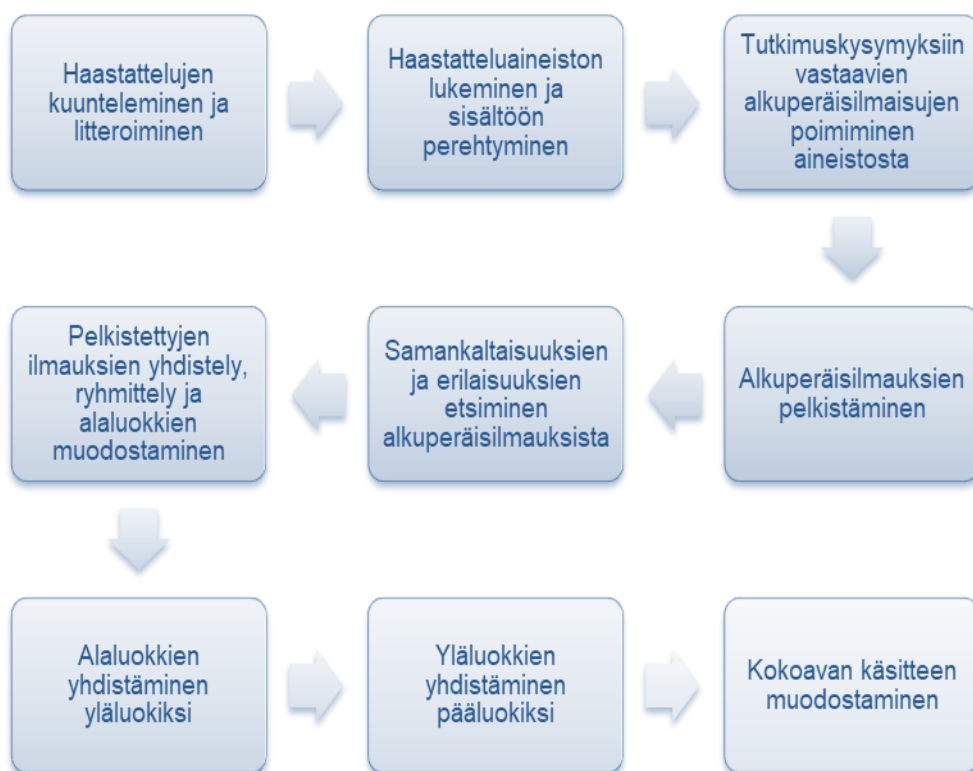 Haastattelujen
kuunteleminen ja
litteroiminen
Haastatteluaineiston
lukeminen ja
sisältöön
perehtyminen
Tutkimuskysymyksiin
vastaavien
alkuperäisilmaisujen
poimiminen
aineistosta
Alkuperäisilmauksien
pelkistäminen
Samankaltaisuuksien
ja erilaisuuksien
etsiminen
alkuperäisilmauksista
Pelkistettyjen
ilmauksien yhdistely,
ryhmittely ja
alaluokkien
muodostaminen
Alaluokkien
yhdistäminen
yläluokiksi
Yläluokkien
yhdistäminen
pääluokiksi
Kokoavan käsitteen
muodostaminen